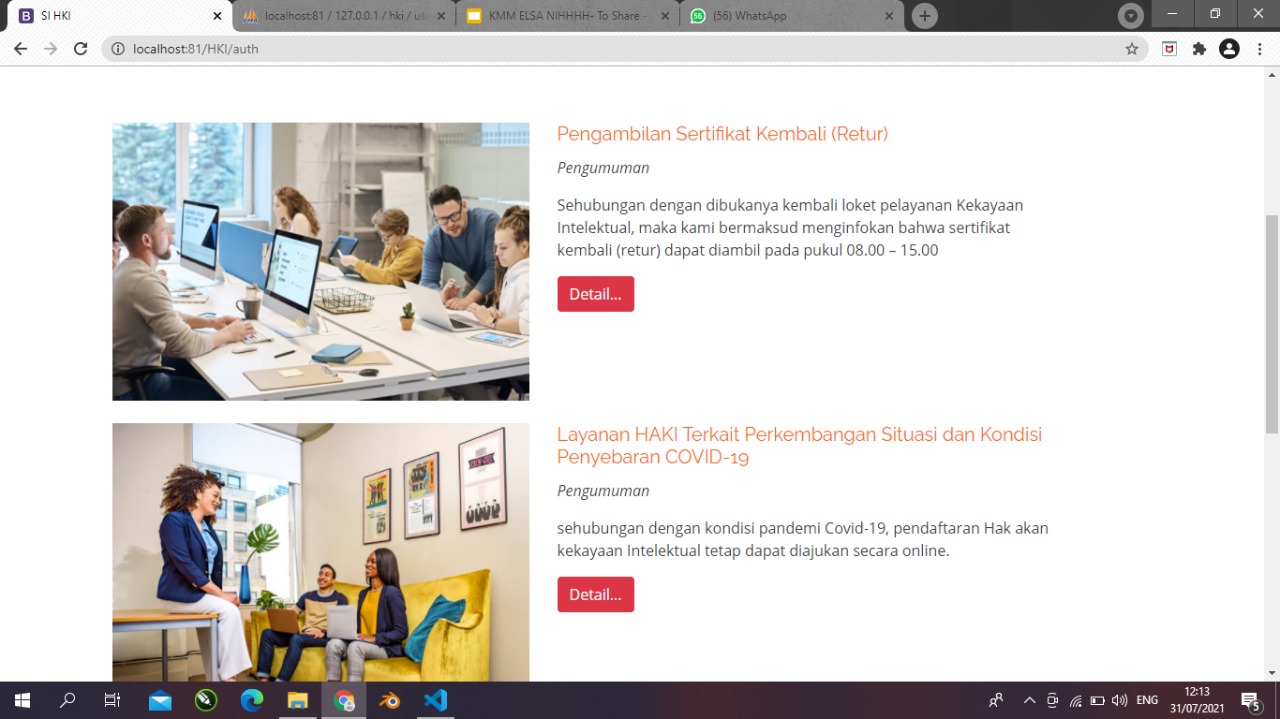 SI HKI
localhost:81 / 127.0.0.1 / hki / us
KMM ELSA NIHHHH- To Share -
56
(56) WhatsApp
localhost:81/HKI/auth
Pengambilan Sertifikat Kembali (Retur)
Pengumuman
Sehubungan dengan dibukanya kembali loket pelayanan Kekayaan
Intelektual, maka kami bermaksud menginfokan bahwa sertifikat
kembali (retur) dapat diambil pada pukul 08.00 – 15.00
Detail...
Layanan HAKI Terkait Perkembangan Situasi dan Kondisi
Penyebaran COVID-19
Pengumuman
sehubungan dengan kondisi pandemi Covid-19, pendaftaran Hak akan
kekayaan Intelektual tetap dapat diajukan secara online.
Detail...
ENG
12:13
31/07/2021
5